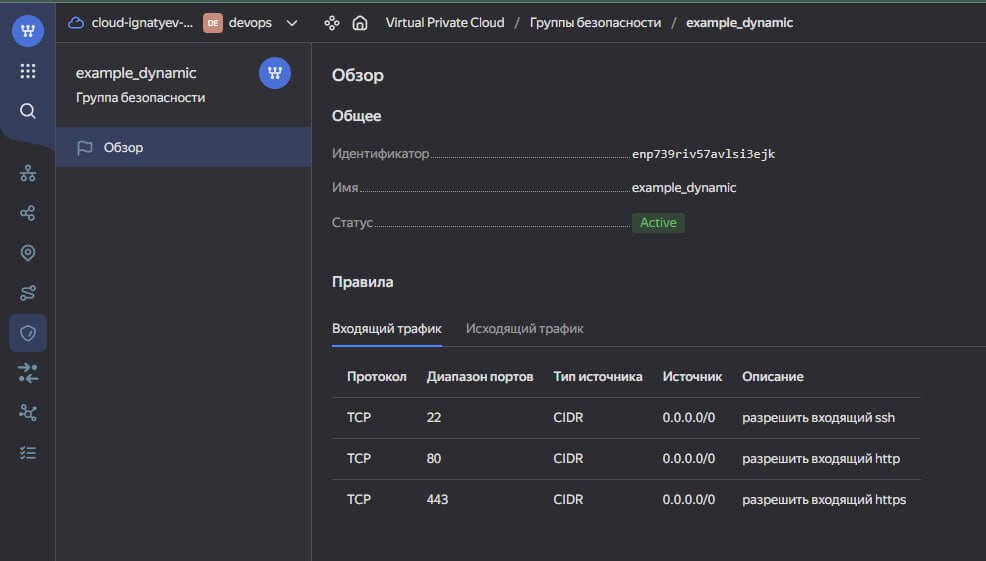 cloud-ignatyev-... DE devops Virtual Private Cloud / Группы безопасности / example_dynamic
example_dynamic
Группа безопасности
Обзор
Обзор
Общее
Идентификатор enp739riv57avlsi3ejk
Имя example_dynamic
Статус Active
Правила
Входящий трафик Исходящий трафик
Протокол Диапазон портов Тип источника Источник Описание
TCP 22 CIDR 0.0.0.0/0 разрешить входящий ssh
TCP 80 CIDR 0.0.0.0/0 разрешить входящий http
TCP 443 CIDR 0.0.0.0/0 разрешить входящий https